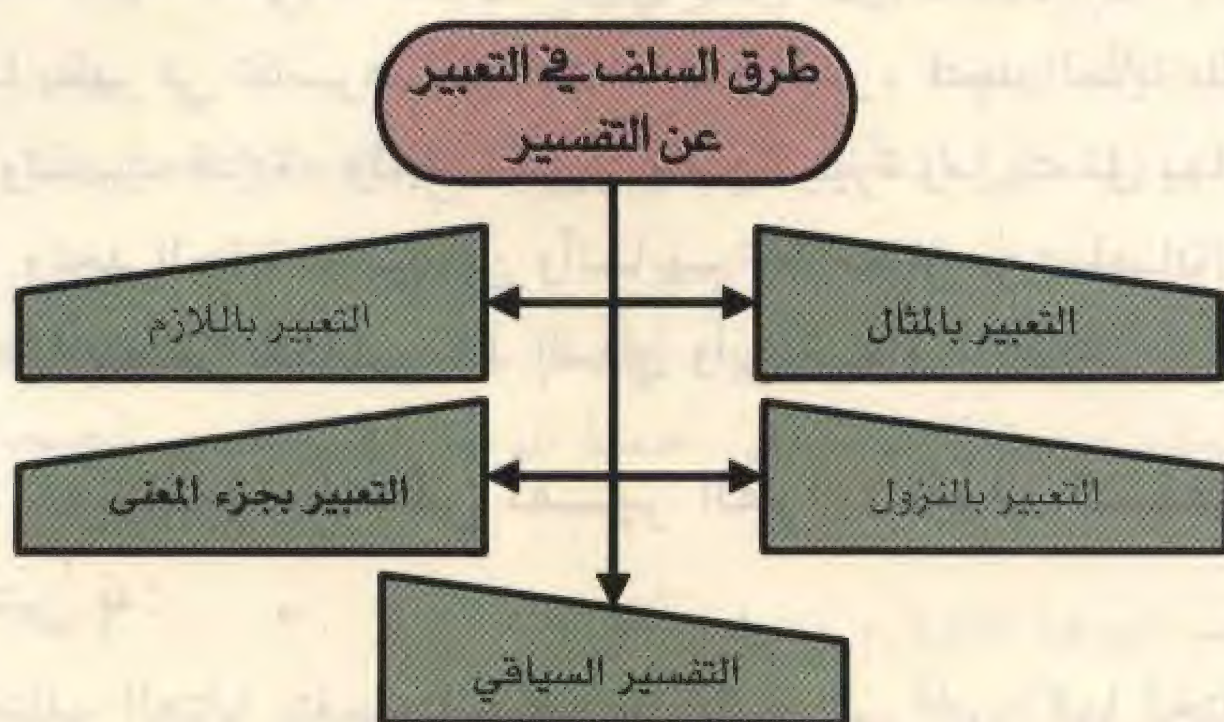 طرق السلف في التعبير
عن التفسير
التعبير بالمثال
التعبير باللازم
التعبير بالنزول
التعبير بجزء المعنى
التفسير السياقي